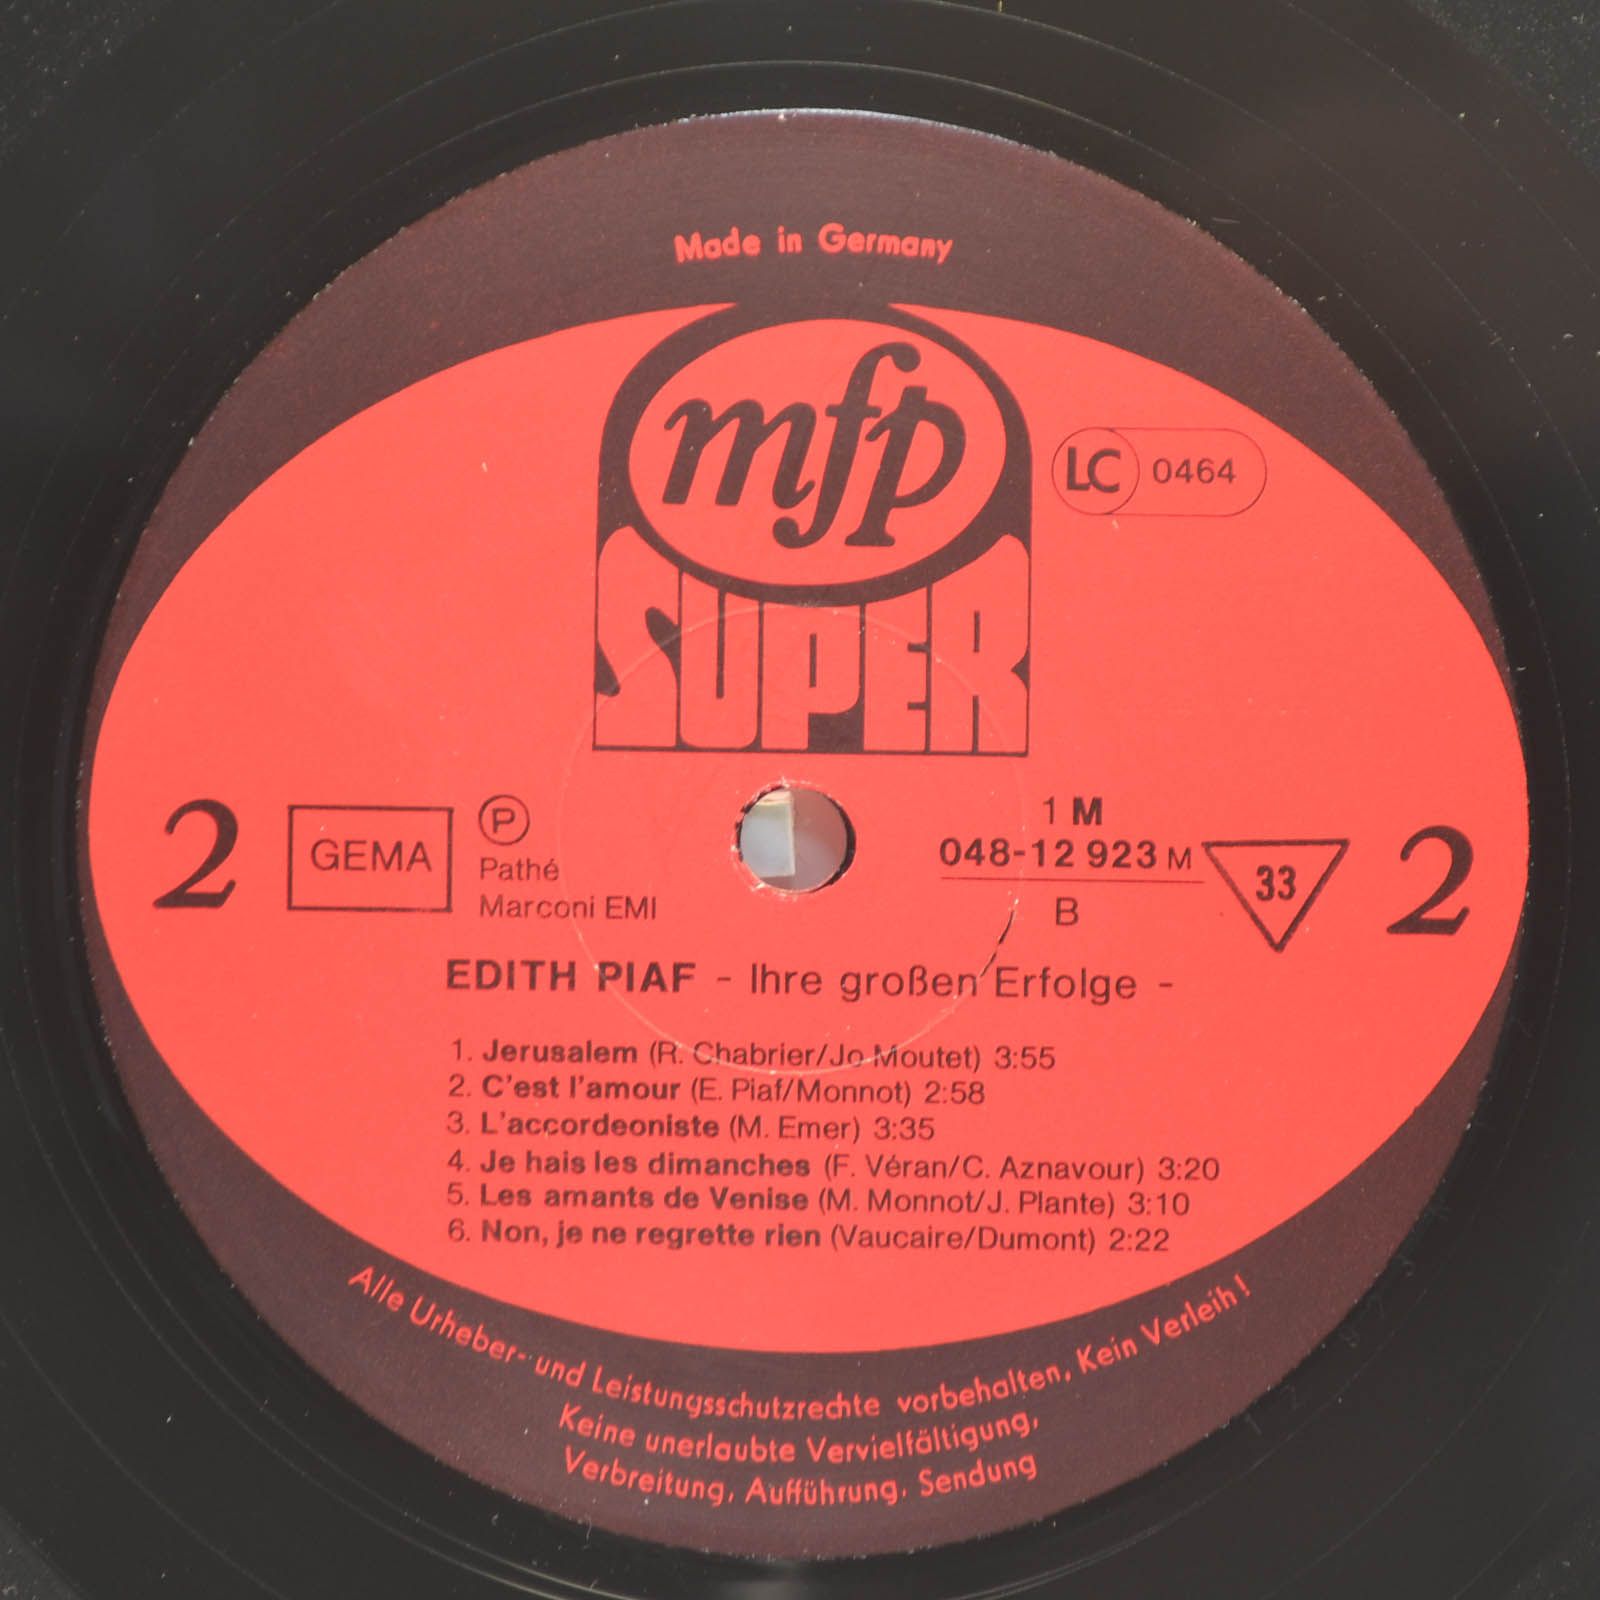 Made in Germany
mfp
SUPER
LC 0464
2
GEMA
P
Pathé
Marconi EMI
1 M
048-12 923 M
B
33
2
EDITH PIAF - Ihre großen Erfolge -
1. Jerusalem (R. Chabrier/Jo Moutet) 3:55
2. C'est l'amour (E. Piaf/Monnot) 2:58
3. L'accordeoniste (M. Emer) 3:35
4. Je hais les dimanches (F. Véran/C. Aznavour) 3:20
5. Les amants de Venise (M. Monnot/J. Plante) 3:10
6. Non, je ne regrette rien (Vaucaire/Dumont) 2:22
Alle Urheber- und Leistungsschutzrechte vorbehalten, Kein Verleih!
Keine unerlaubte Vervielfältigung,
Verbreitung, Aufführung, Sendung